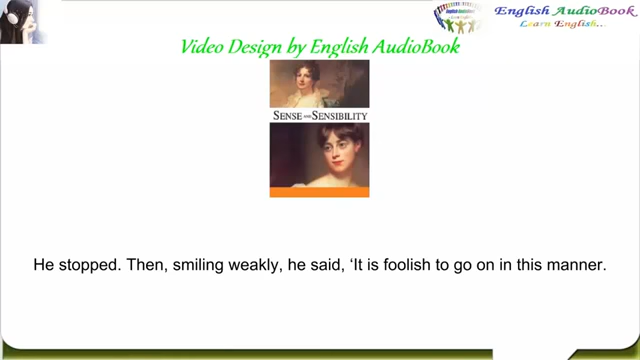 English AudioBook
Learn English...
Video Design by English AudioBook
SENSE AND SENSIBILITY
He stopped. Then, smiling weakly, he said, ‘It is foolish to go on in this manner.